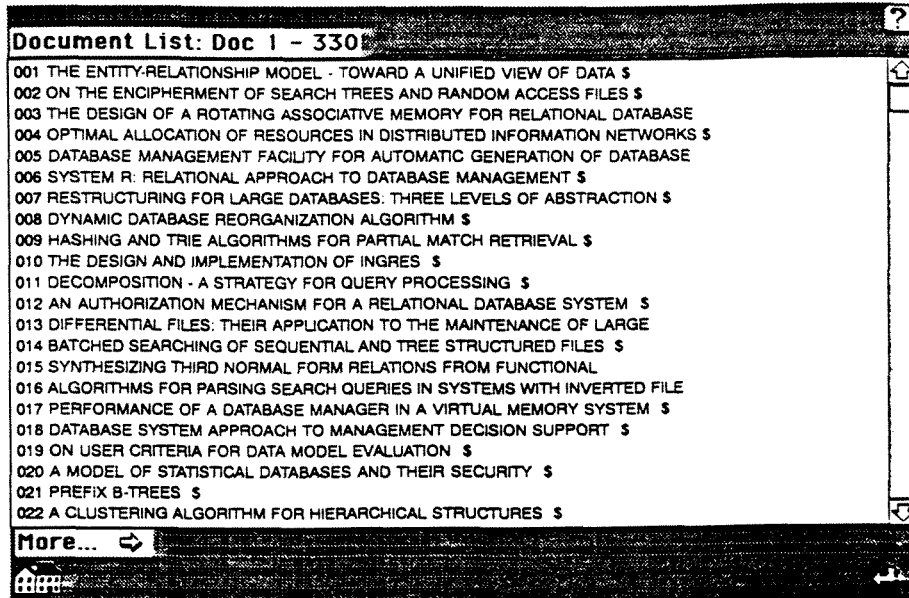 ?
Document List: Doc 1 - 330
001 THE ENTITY-RELATIONSHIP MODEL - TOWARD A UNIFIED VIEW OF DATA $
002 ON THE ENCIPHERMENT OF SEARCH TREES AND RANDOM ACCESS FILES $
003 THE DESIGN OF A ROTATING ASSOCIATIVE MEMORY FOR RELATIONAL DATABASE
004 OPTIMAL ALLOCATION OF RESOURCES IN DISTRIBUTED INFORMATION NETWORKS $
005 DATABASE MANAGEMENT FACILITY FOR AUTOMATIC GENERATION OF DATABASE
006 SYSTEM R: RELATIONAL APPROACH TO DATABASE MANAGEMENT $
007 RESTRUCTURING FOR LARGE DATABASES: THREE LEVELS OF ABSTRACTION $
008 DYNAMIC DATABASE REORGANIZATION ALGORITHM $
009 HASHING AND TRIE ALGORITHMS FOR PARTIAL MATCH RETRIEVAL $
010 THE DESIGN AND IMPLEMENTATION OF INGRES $
011 DECOMPOSITION - A STRATEGY FOR QUERY PROCESSING $
012 AN AUTHORIZATION MECHANISM FOR A RELATIONAL DATABASE SYSTEM $
013 DIFFERENTIAL FILES: THEIR APPLICATION TO THE MAINTENANCE OF LARGE
014 BATCHED SEARCHING OF SEQUENTIAL AND TREE STRUCTURED FILES $
015 SYNTHESIZING THIRD NORMAL FORM RELATIONS FROM FUNCTIONAL
016 ALGORITHMS FOR PARSING SEARCH QUERIES IN SYSTEMS WITH INVERTED FILE
017 PERFORMANCE OF A DATABASE MANAGER IN A VIRTUAL MEMORY SYSTEM $
018 DATABASE SYSTEM APPROACH TO MANAGEMENT DECISION SUPPORT $
019 ON USER CRITERIA FOR DATA MODEL EVALUATION $
020 A MODEL OF STATISTICAL DATABASES AND THEIR SECURITY $
021 PREFIX B-TREES $
022 A CLUSTERING ALGORITHM FOR HIERARCHICAL STRUCTURES $
More...